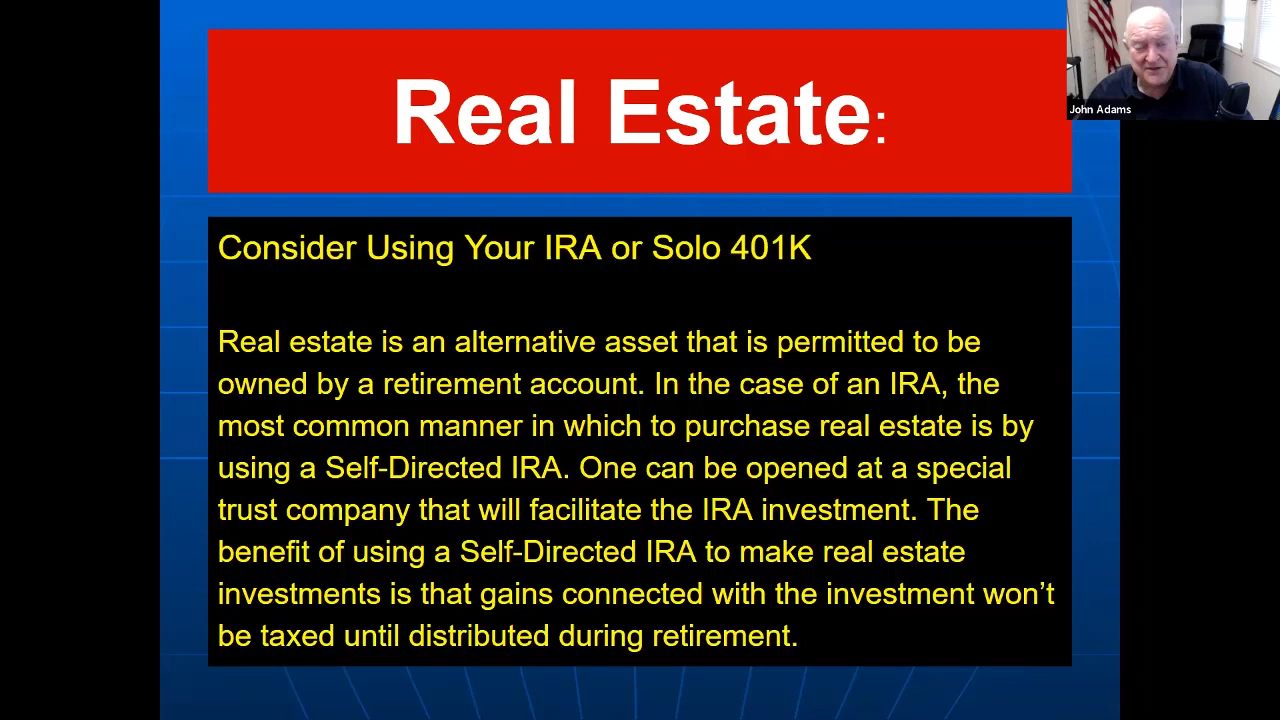 Real Estate:
John Adams
Consider Using Your IRA or Solo 401K
Real estate is an alternative asset that is permitted to be
owned by a retirement account. In the case of an IRA, the
most common manner in which to purchase real estate is by
using a Self-Directed IRA. One can be opened at a special
trust company that will facilitate the IRA investment. The
benefit of using a Self-Directed IRA to make real estate
investments is that gains connected with the investment won’t
be taxed until distributed during retirement.